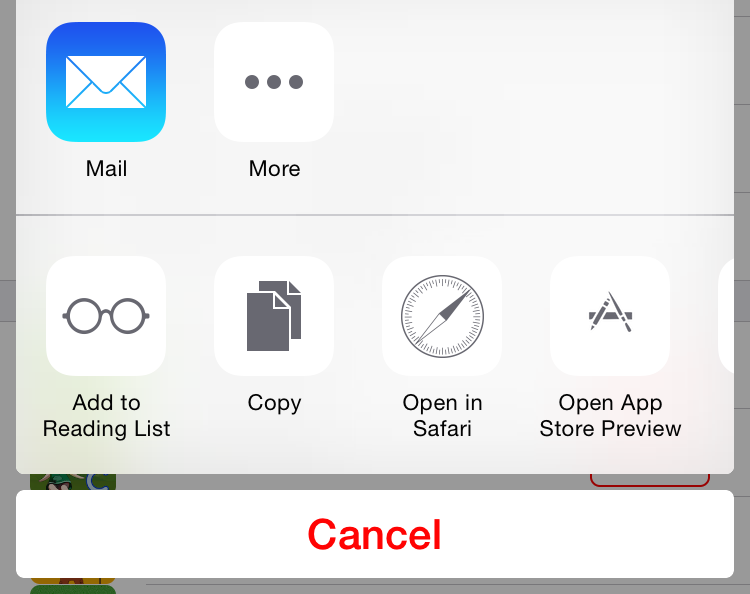 Mail
More
Add to
Reading List
Copy
Open in
Safari
Open App
Store Preview
C
Cancel